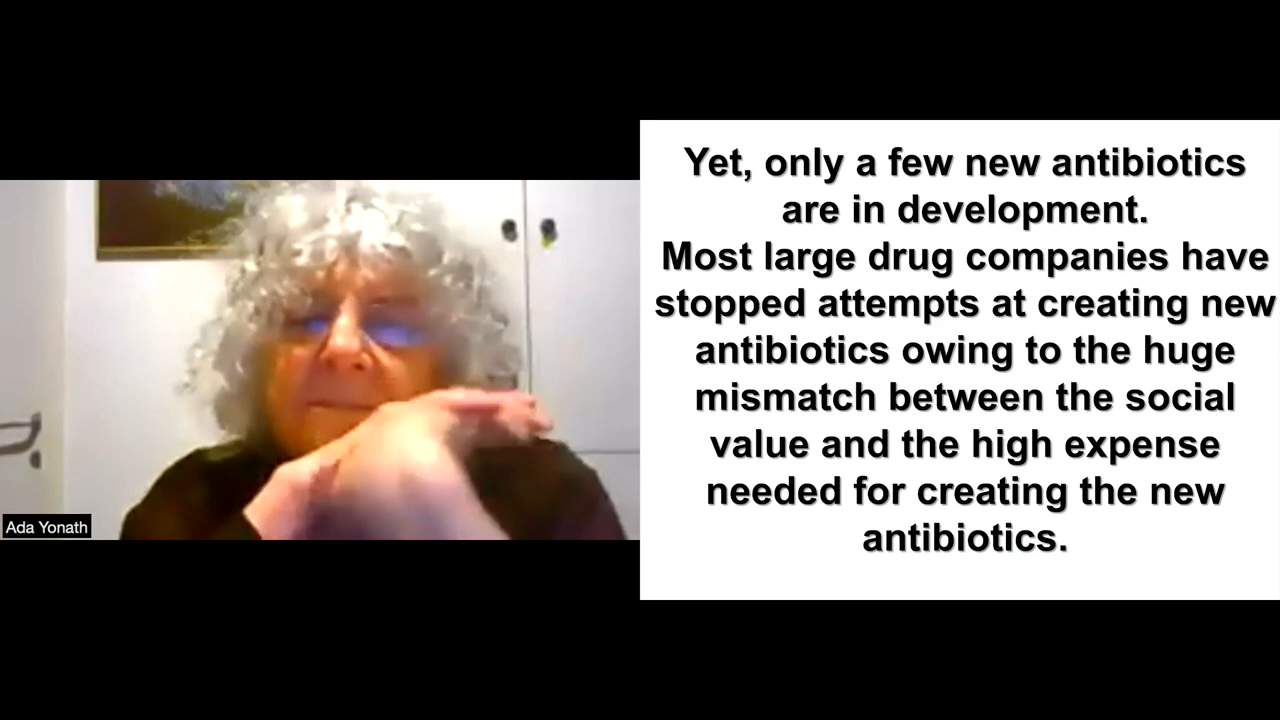 Yet, only a few new antibiotics
are in development.
Most large drug companies have
stopped attempts at creating new
antibiotics owing to the huge
mismatch between the social
value and the high expense
needed for creating the new
antibiotics.
Ada Yonath